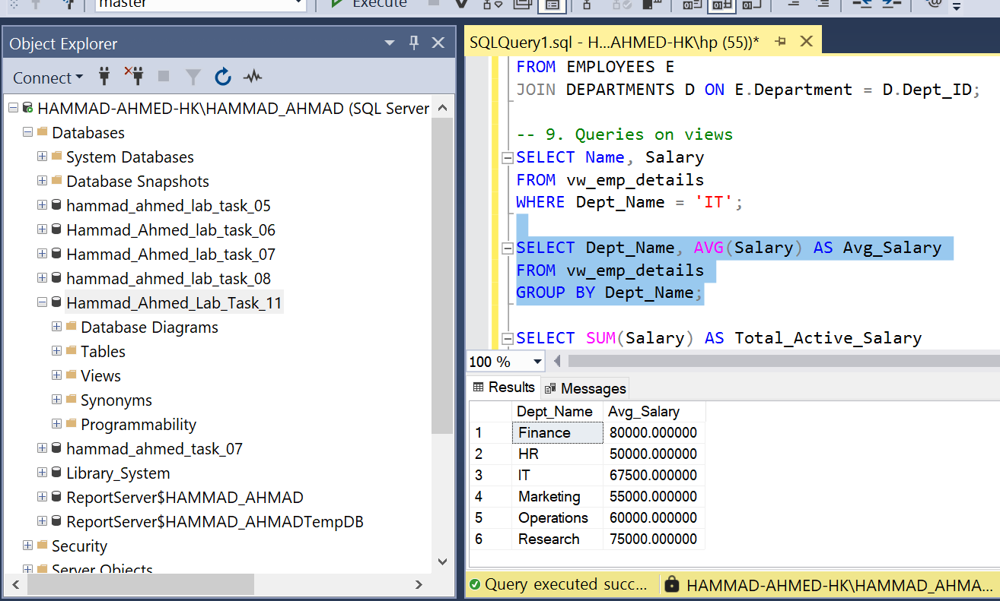 master
Execute
Object Explorer
Connect
HAMMAD-AHMED-HK\HAMMAD_AHMAD (SQL Server
Databases
System Databases
Database Snapshots
hammad_ahmed_lab_task_05
Hammad_Ahmed_lab_task_06
Hammad_Ahmed_lab_task_07
hammad_ahmed_lab_task_08
Hammad_Ahmed_Lab_Task_11
Database Diagrams
Tables
Views
Synonyms
Programmability
hammad_ahmed_task_07
Library_System
ReportServer$HAMMAD_AHMAD
ReportServer$HAMMAD_AHMADTempDB
Security
Server Objects
SQLQuery1.sql - H...AHMED-HK\hp (55))*
FROM EMPLOYEES E
JOIN DEPARTMENTS D ON E.Department = D.Dept_ID;
-- 9. Queries on views
SELECT Name, Salary
FROM vw_emp_details
WHERE Dept_Name = 'IT';
SELECT Dept_Name, AVG(Salary) AS Avg_Salary
FROM vw_emp_details
GROUP BY Dept_Name;
SELECT SUM(Salary) AS Total_Active_Salary
100 %
Results Messages
Dept_Name Avg_Salary
1 Finance 80000.000000
2 HR 50000.000000
3 IT 67500.000000
4 Marketing 55000.000000
5 Operations 60000.000000
6 Research 75000.000000
Query executed succ... HAMMAD-AHMED-HK\HAMMAD_AHMA...